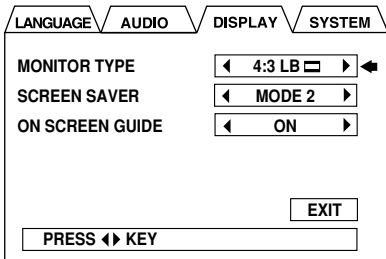 LANGUAGE AUDIO DISPLAY SYSTEM
MONITOR TYPE 4:3 LB
SCREEN SAVER MODE 2
ON SCREEN GUIDE ON
EXIT
PRESS ◀▶ KEY